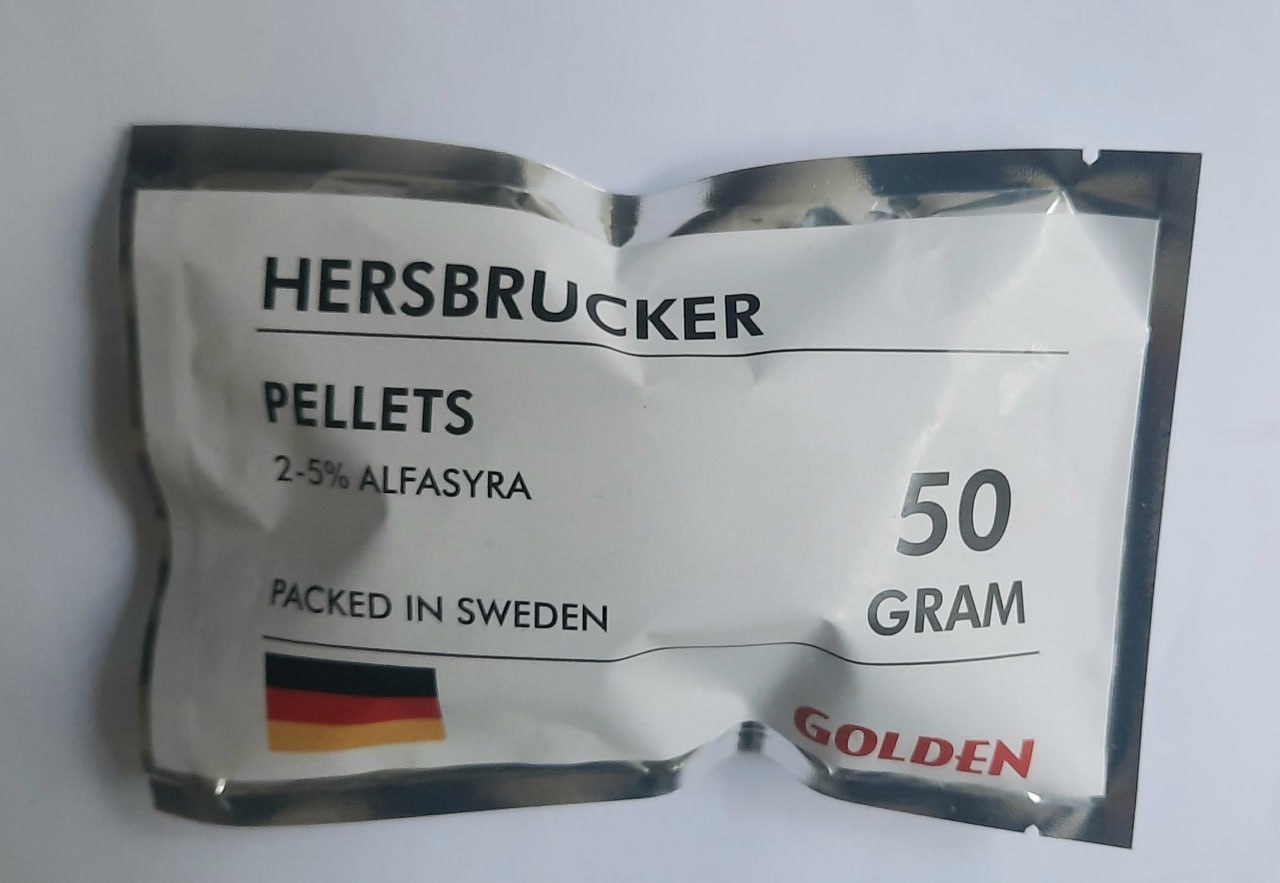 HERSBRUCKER
PELLETS
2-5% ALFASYRA
50
GRAM
PACKED IN SWEDEN
GOLDEN